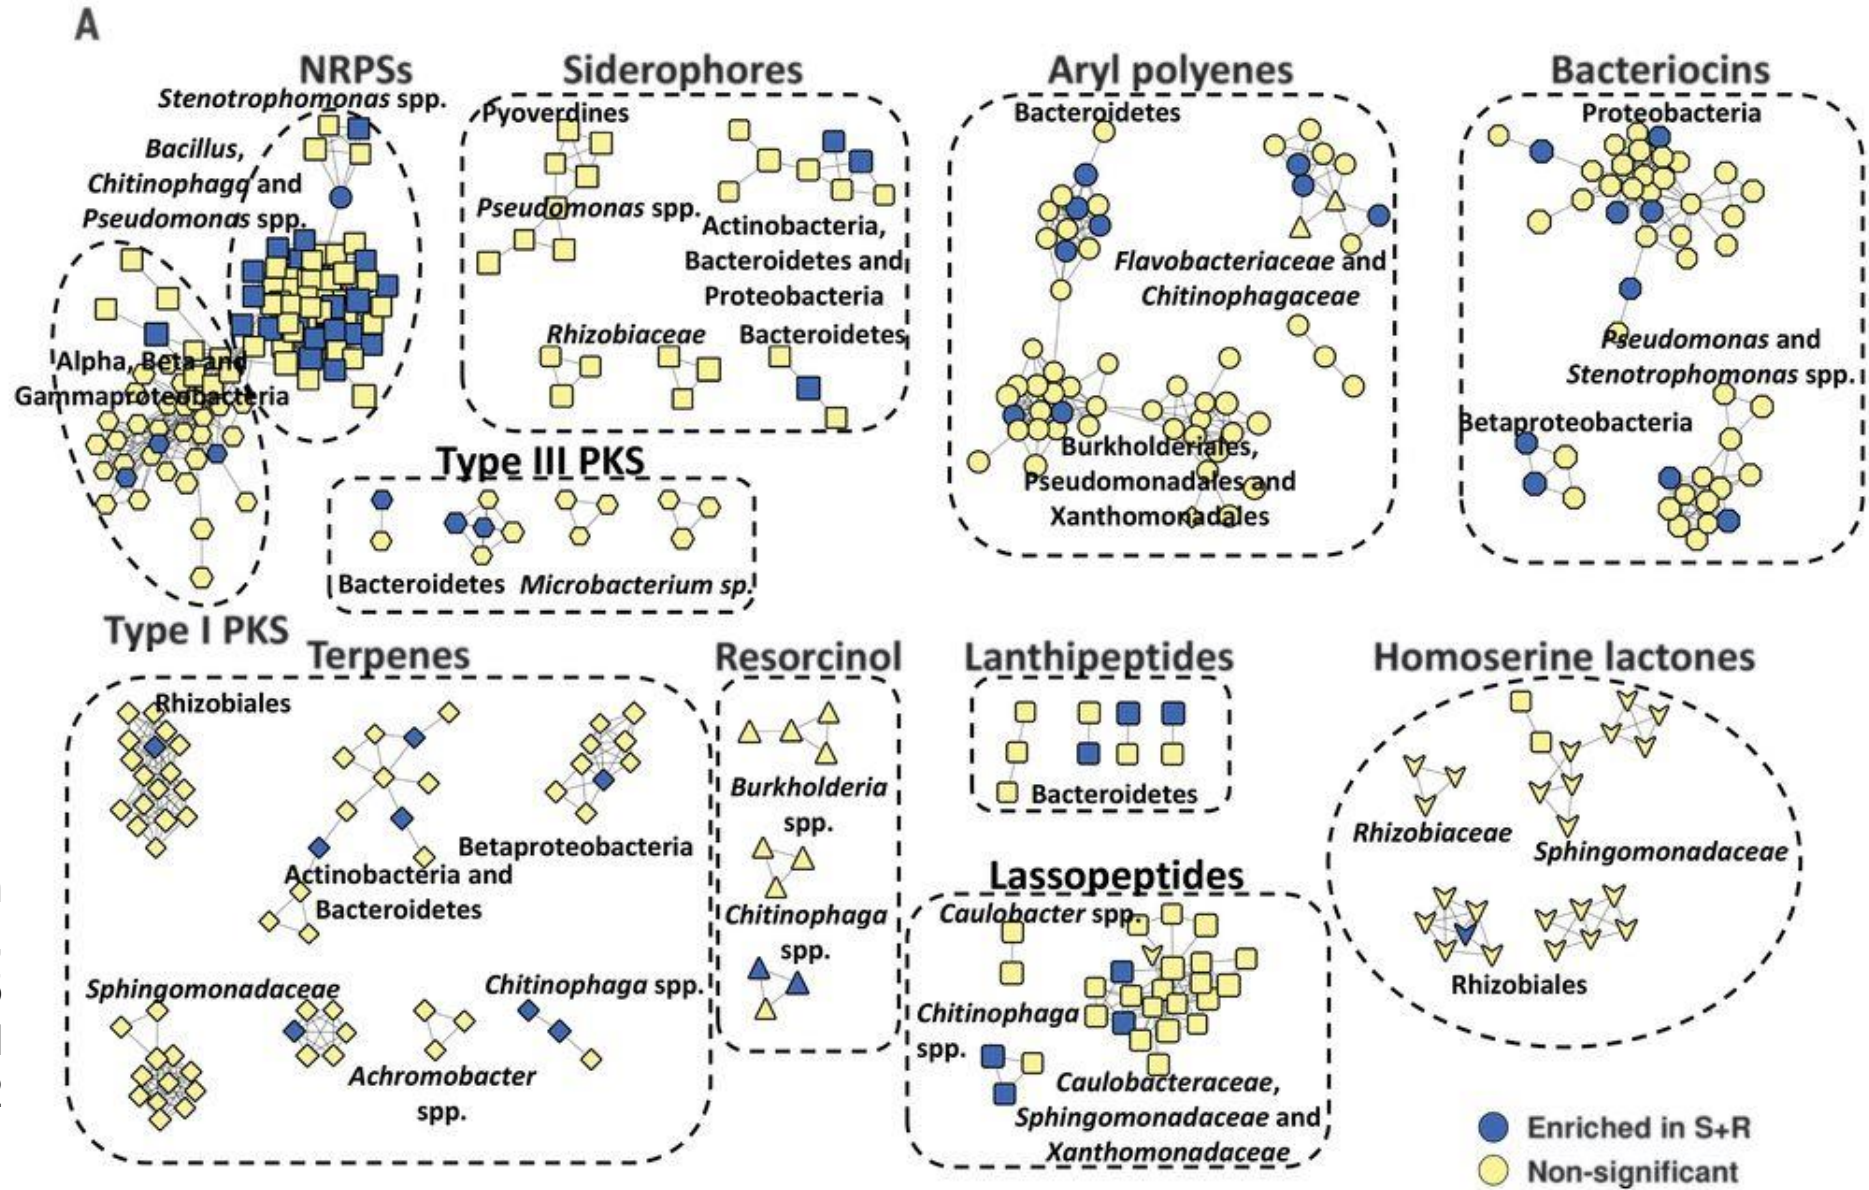 A
NRPSs
Stenotrophomonas spp.
Bacillus,
Chitinophaga and
Pseudomonas spp.
Alpha, Beta and
Gammaproteobacteria
Type I PKS
Siderophores
Pyoverdines
Pseudomonas spp.
Actinobacteria,
Bacteroidetes and
Proteobacteria
Rhizobiaceae
Bacteroidetes
Type III PKS
Bacteroidetes
Microbacterium sp.
Aryl polyenes
Bacteroidetes
Flavobacteriaceae and
Chitinophagaceae
Burkholderiales,
Pseudomonadales and
Xanthomonadales
Bacteriocins
Proteobacteria
Pseudomonas and
Stenotrophomonas spp.
Betaproteobacteria
Terpenes
Rhizobiales
Actinobacteria and
Bacteroidetes
Betaproteobacteria
Sphingomonadaceae
Achromobacter
spp.
Chitinophaga spp.
Resorcinol
Burkholderia
spp.
Chitinophaga
spp.
Lanthipeptides
Bacteroidetes
Lassopeptides
Caulobacter spp.
Chitinophaga
spp.
Caulobacteraceae,
Sphingomonadaceae and
Xanthomonadaceae
Homoserine lactones
Rhizobiaceae
Sphingomonadaceae
Rhizobiales
Enriched in S+R
Non-significant